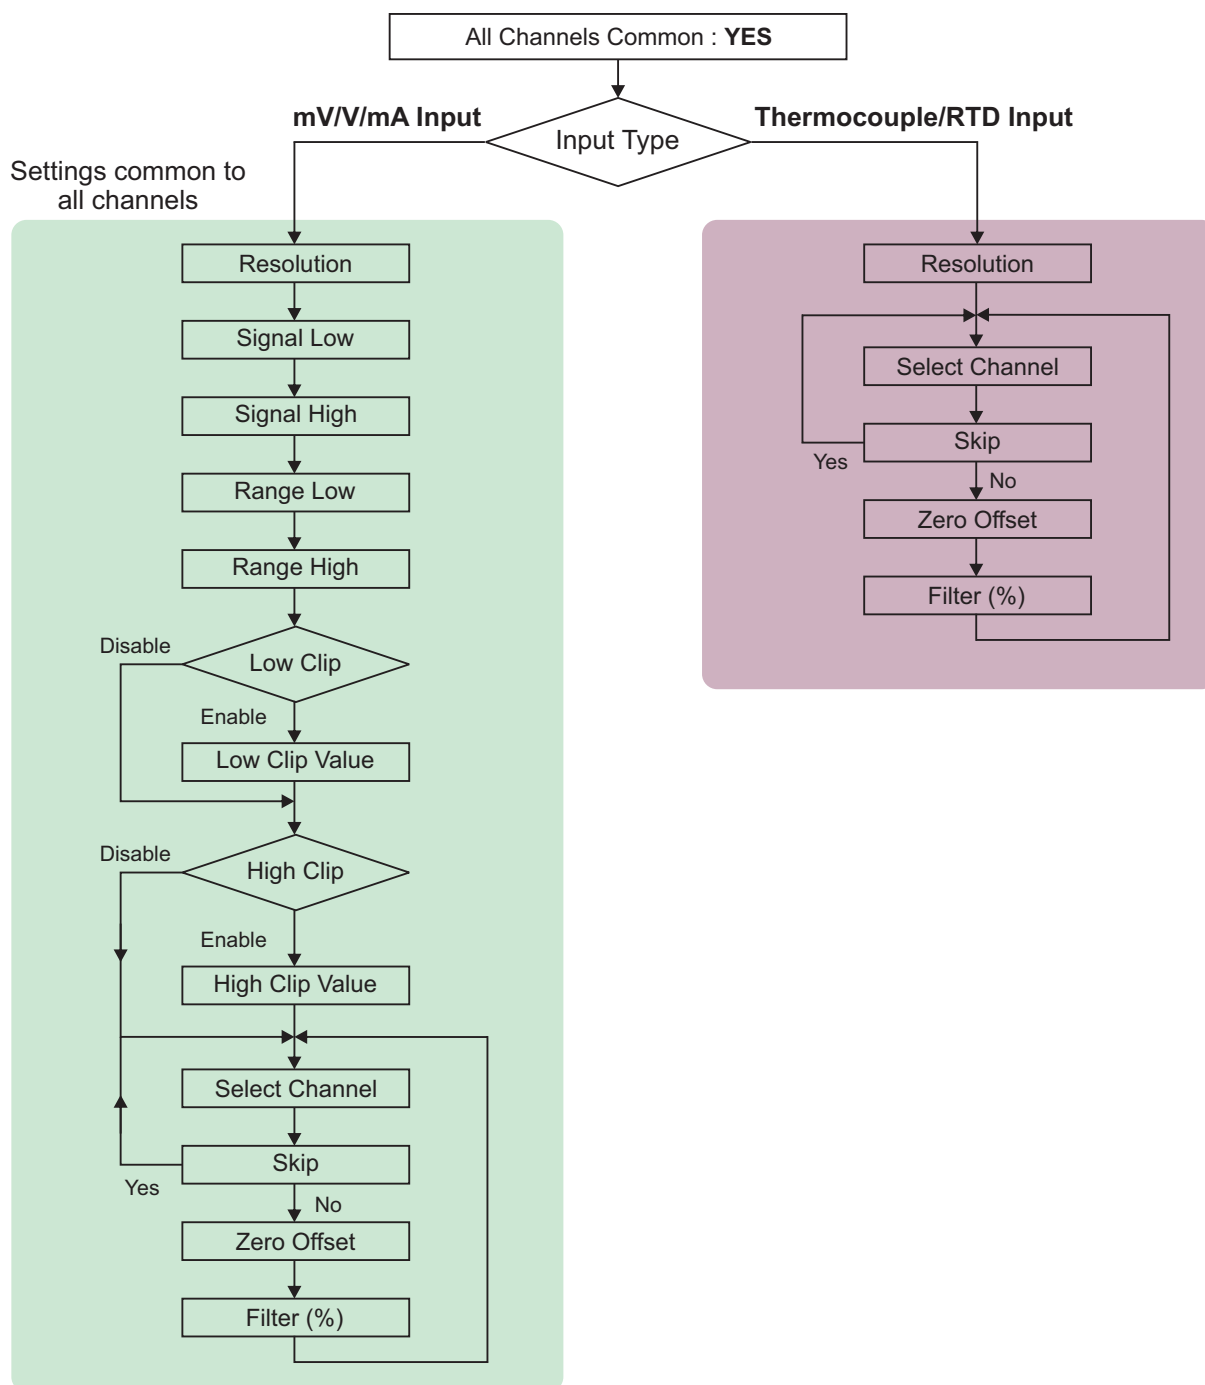 All Channels Common : YES
mV/V/mA Input
Input Type
Thermocouple/RTD Input
Settings common to
all channels
Resolution
Signal Low
Signal High
Range Low
Range High
Disable
Low Clip
Enable
Low Clip Value
Disable
High Clip
Enable
High Clip Value
Select Channel
Skip
Yes
No
Zero Offset
Filter (%)
Resolution
Select Channel
Skip
Yes
No
Zero Offset
Filter (%)